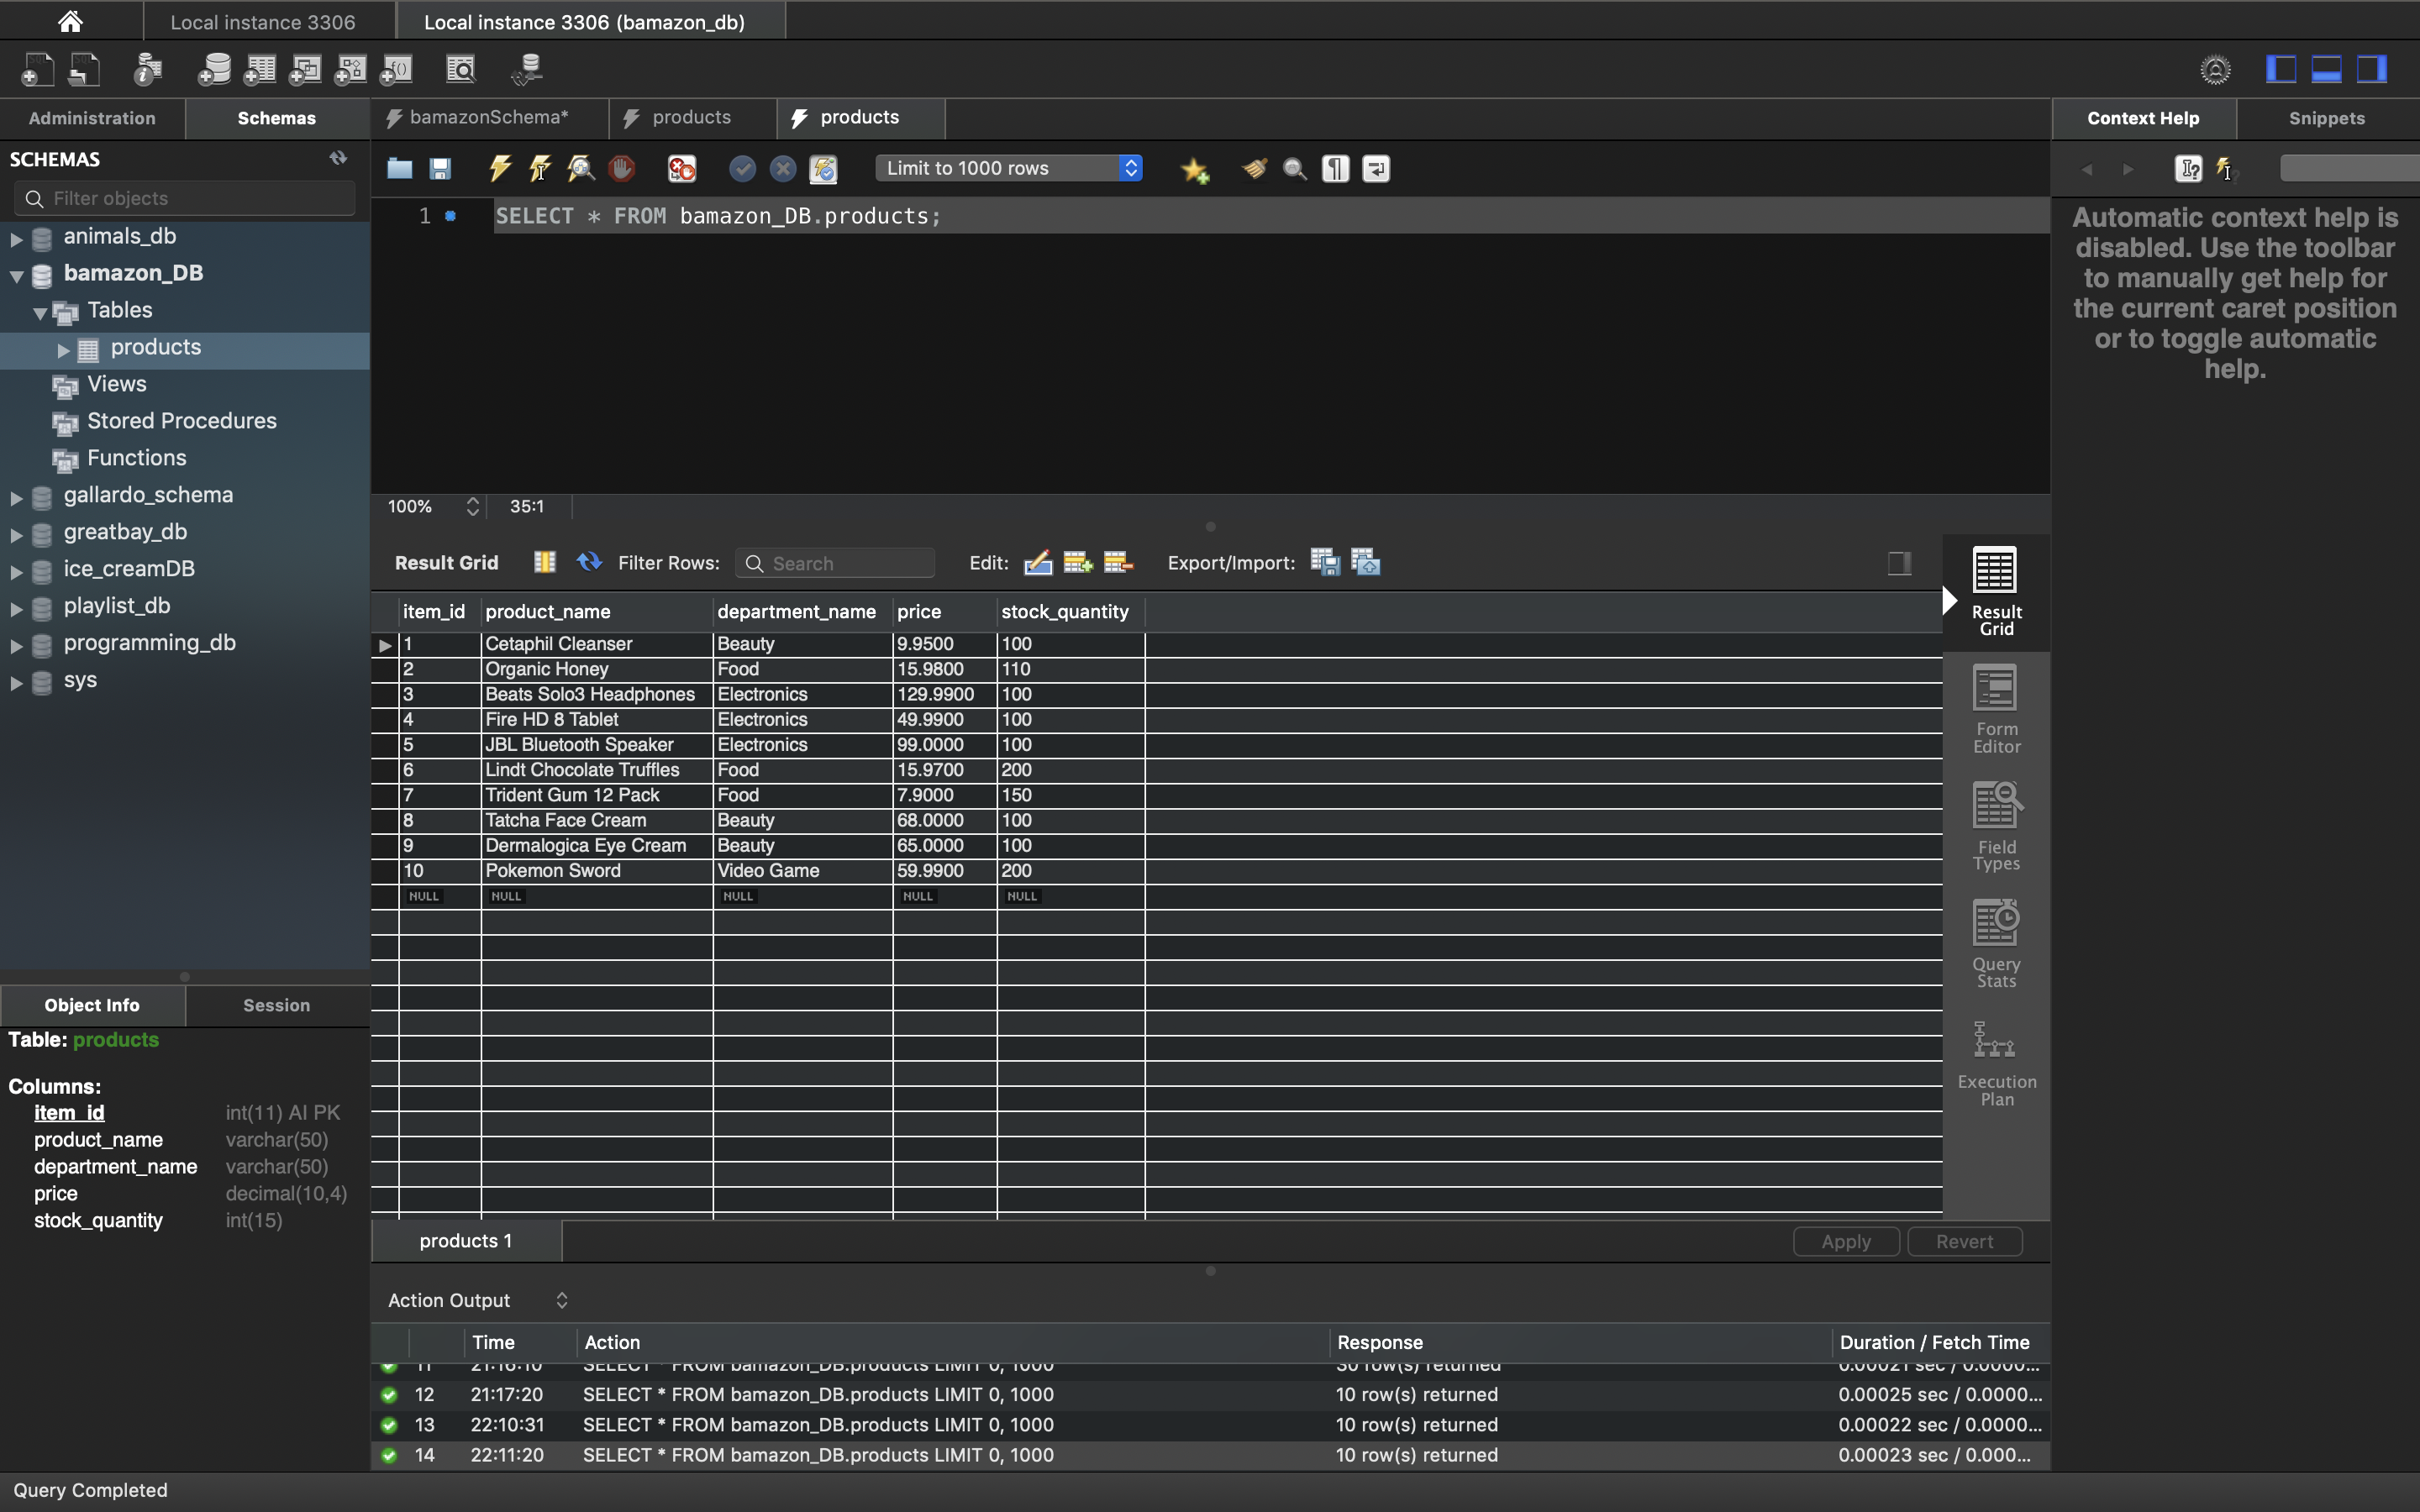 Local instance 3306
Local instance 3306 (bamazon_db)
Administration
Schemas
SCHEMAS
Filter objects
animals_db
bamazon_DB
Tables
products
Views
Stored Procedures
Functions
gallardo_schema
greatbay_db
ice_creamDB
playlist_db
programming_db
sys
Object Info
Session
Table: products
Columns:
item_id int(11) AI PK
product_name varchar(50)
department_name varchar(50)
price decimal(10,4)
stock_quantity int(15)
bamazonSchema*
products
products
Limit to 1000 rows
1 SELECT * FROM bamazon_DB.products;
100% 35:1
Result Grid
Filter Rows:
Search
Edit:
Export/Import:
item_id product_name department_name price stock_quantity
1 Cetaphil Cleanser Beauty 9.9500 100
2 Organic Honey Food 15.9800 110
3 Beats Solo3 Headphones Electronics 129.9900 100
4 Fire HD 8 Tablet Electronics 49.9900 100
5 JBL Bluetooth Speaker Electronics 99.0000 100
6 Lindt Chocolate Truffles Food 15.9700 200
7 Trident Gum 12 Pack Food 7.9000 150
8 Tatcha Face Cream Beauty 68.0000 100
9 Dermalogica Eye Cream Beauty 65.0000 100
10 Pokemon Sword Video Game 59.9900 200
NULL NULL NULL NULL NULL
Result
Grid
Form
Editor
Field
Types
Query
Stats
Execution
Plan
products 1
Apply
Revert
Action Output
Time Action Response Duration / Fetch Time
11 21:16:10 SELECT * FROM bamazon_DB.products LIMIT 0, 1000 row(s) returned 0.00021 sec / 0.0000...
12 21:17:20 SELECT * FROM bamazon_DB.products LIMIT 0, 1000 10 row(s) returned 0.00025 sec / 0.0000...
13 22:10:31 SELECT * FROM bamazon_DB.products LIMIT 0, 1000 10 row(s) returned 0.00022 sec / 0.0000...
14 22:11:20 SELECT * FROM bamazon_DB.products LIMIT 0, 1000 10 row(s) returned 0.00023 sec / 0.000...
Query Completed
Context Help
Snippets
Automatic context help is
disabled. Use the toolbar
to manually get help for
the current caret position
or to toggle automatic
help.